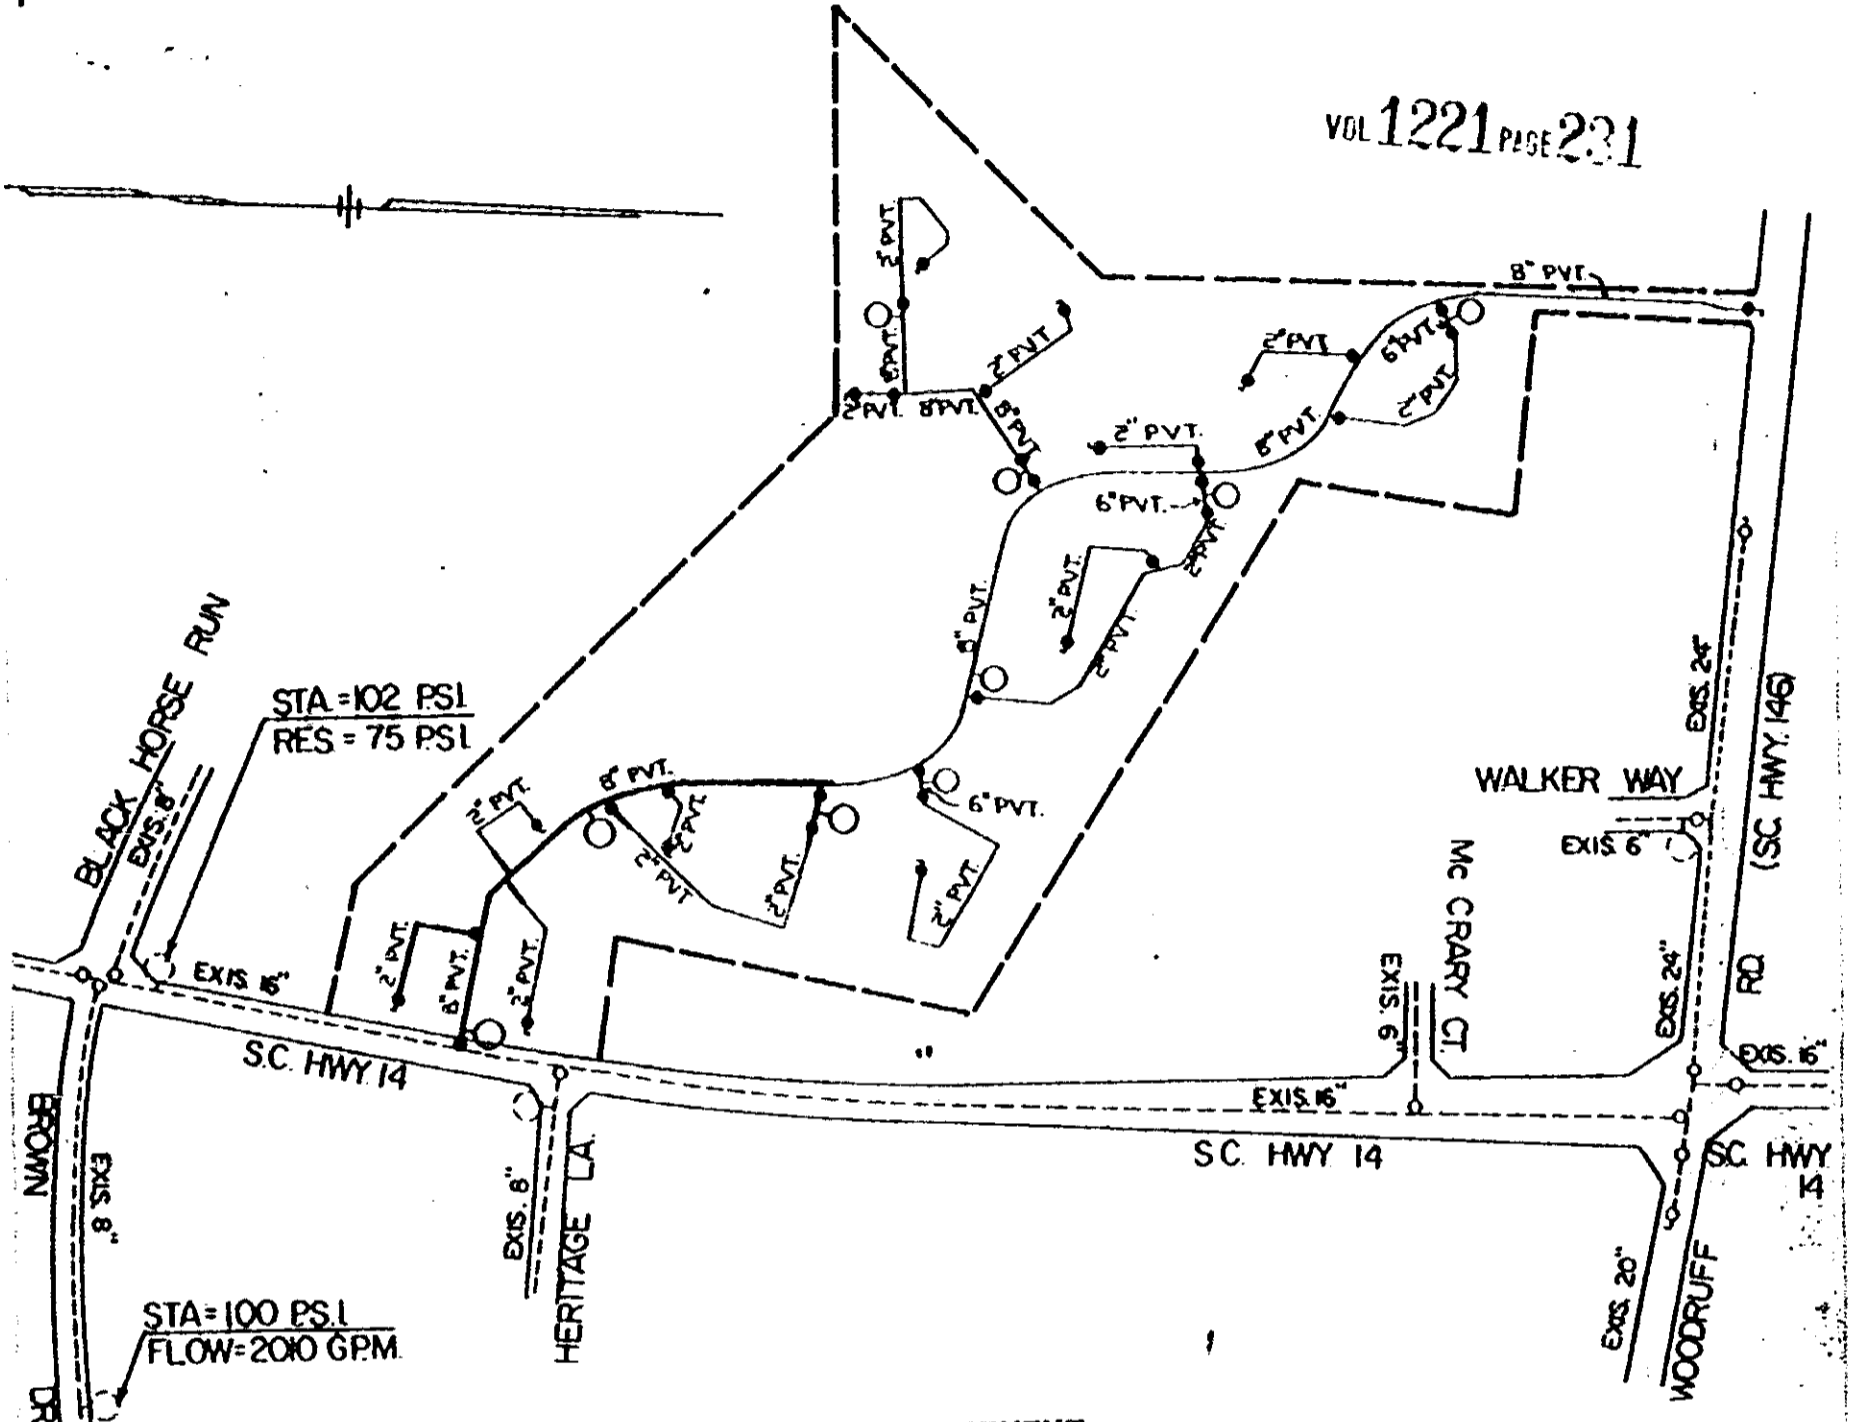 VOL 1221 PAGE 231
8" PVT.
2" PVT.
8" PVT.
2" PVT.
2" PVT.
6" PVT.
2" PVT.
2" PVT. 8" PVT.
8" PVT.
2" PVT.
8" PVT.
6" PVT.
2" PVT.
2" PVT.
2" PVT.
8" PVT.
BLACK HORSE RUN
EXIS. 8"
STA.=102 P.S.I.
RES.=75 P.S.I.
8" PVT.
2" PVT.
2" PVT.
2" PVT.
2" PVT.
6" PVT.
2" PVT.
2" PVT.
8" PVT.
2" PVT.
EXIS. 24"
WALKER WAY
EXIS. 6"
(S.C. HWY. 146)
Mc CRARY CT.
EXIS. 6"
EXIS. 24"
RD.
EXIS. 16"
EXIS. 16"
S.C. HWY. 14
EXIS. 16"
S.C. HWY 14
S.C. HWY
14
BROWN
DR
EXIS. 8"
EXIS. 8"
HERITAGE LA.
EXIS. 20"
WOODRUFF
STA=100 P.S.I.
FLOW=2010 G.P.M.